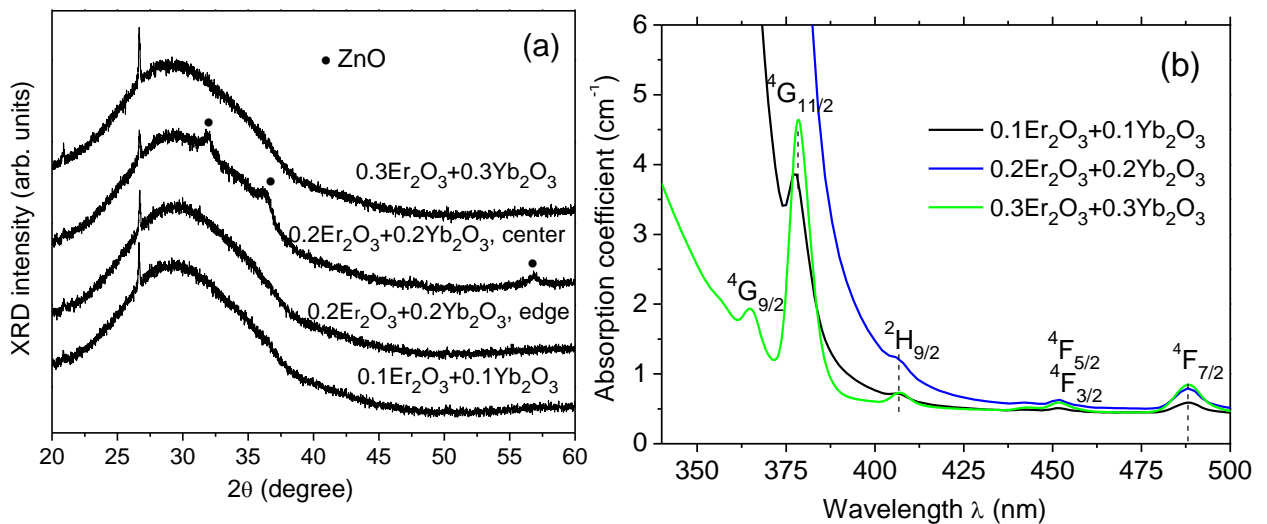 (a)
● ZnO
0.3Er₂O₃+0.3Yb₂O₃
0.2Er₂O₃+0.2Yb₂O₃, center
0.2Er₂O₃+0.2Yb₂O₃, edge
0.1Er₂O₃+0.1Yb₂O₃
XRD intensity (arb. units)
20 25 30 35 40 45 50 55 60
2θ (degree)
(b)
⁴G₁₁/₂
0.1Er₂O₃+0.1Yb₂O₃
0.2Er₂O₃+0.2Yb₂O₃
0.3Er₂O₃+0.3Yb₂O₃
⁴G₉/₂
²H₉/₂
⁴F₅/₂
⁴F₃/₂
⁴F₇/₂
Absorption coefficient (cm⁻¹)
6
5
4
3
2
1
0
350 375 400 425 450 475 500
Wavelength λ (nm)